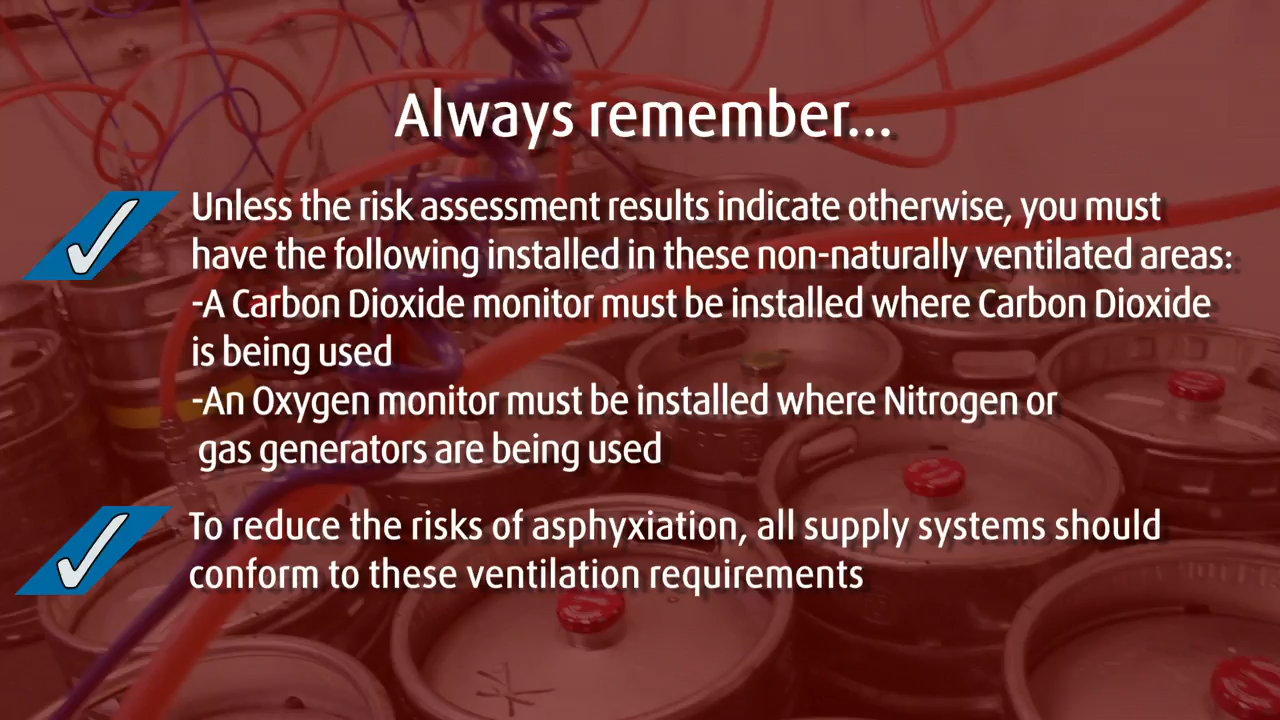 Always remember...
Unless the risk assessment results indicate otherwise, you must
have the following installed in these non-naturally ventilated areas:
-A Carbon Dioxide monitor must be installed where Carbon Dioxide
is being used
-An Oxygen monitor must be installed where Nitrogen or
gas generators are being used
To reduce the risks of asphyxiation, all supply systems should
conform to these ventilation requirements